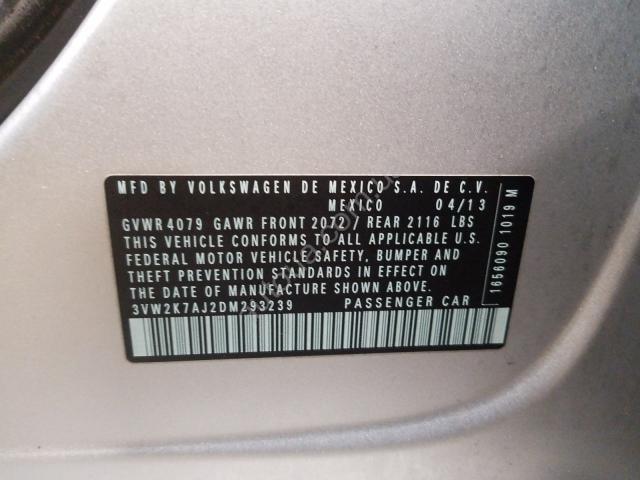 MFD BY VOLKSWAGEN DE MEXICO S.A. DE C.V.
MEXICO 04/13
GVWR 4079 GAWR FRONT 2072 / REAR 2116 LBS
THIS VEHICLE CONFORMS TO ALL APPLICABLE U.S.
FEDERAL MOTOR VEHICLE SAFETY, BUMPER AND
THEFT PREVENTION STANDARDS IN EFFECT ON
THE DATE OF MANUFACTURE SHOWN ABOVE.
3VW2K7AJ2DM293239 PASSENGER CAR
1656090 1019 M